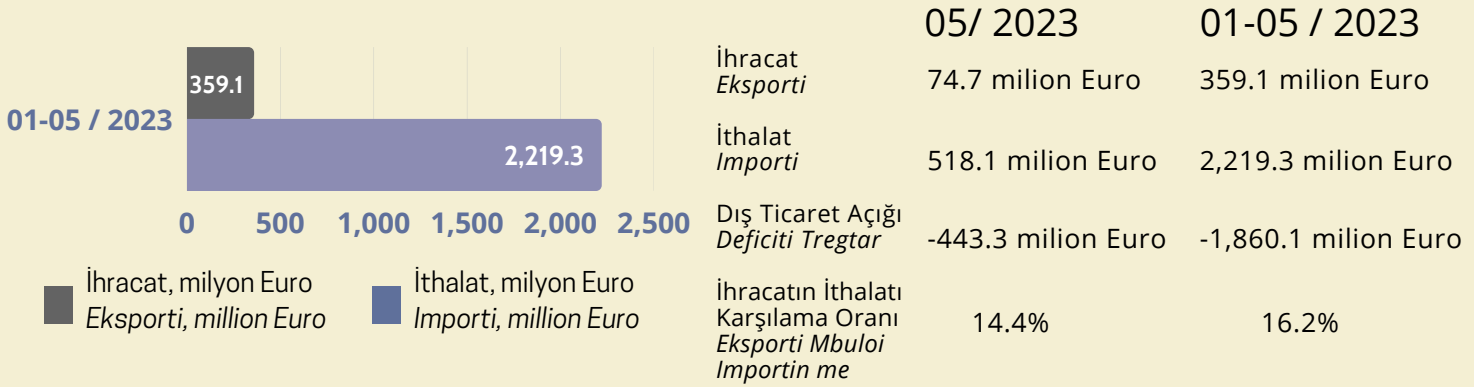 359.1
01-05 / 2023
2,219.3
0 500 1,000 1,500 2,000 2,500
İhracat, milyon Euro
Eksporti, million Euro
İthalat, milyon Euro
Importi, million Euro
05/ 2023 01-05 / 2023
İhracat
Eksporti
74.7 milion Euro 359.1 milion Euro
İthalat
Importi
518.1 milion Euro 2,219.3 milion Euro
Dış Ticaret Açığı
Deficiti Tregtar
-443.3 milion Euro -1,860.1 milion Euro
İhracatın İthalatı
Karşılama Oranı
Eksporti Mbuloi
Importin me
14.4% 16.2%